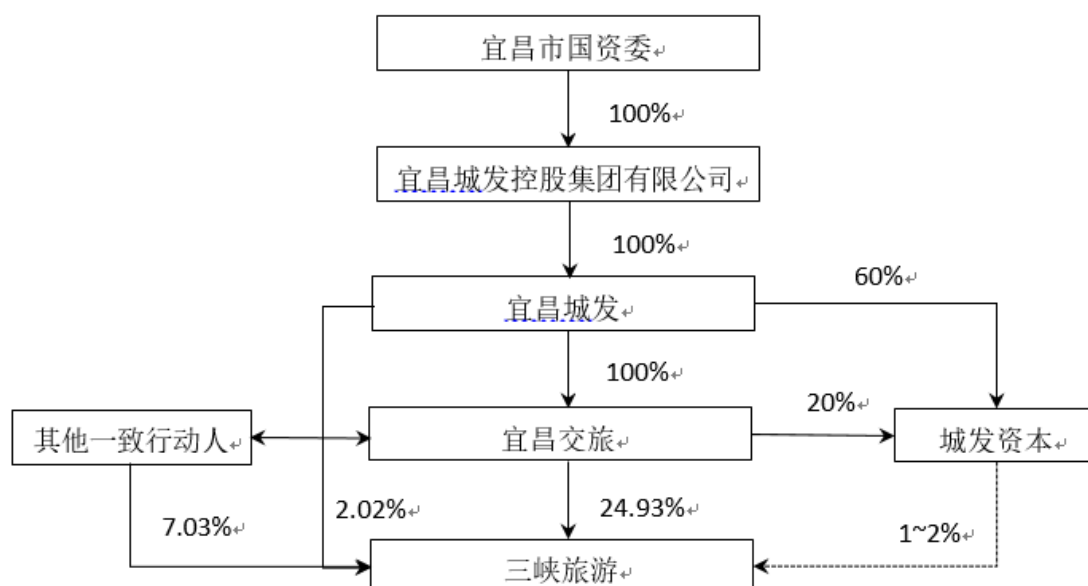 宜昌市国资委
100%
宜昌城发控股集团有限公司
100%
60%
宜昌城发
100%
20%
其他一致行动人
宜昌交旅
城发资本
7.03%
2.02%
24.93%
1~2%
三峡旅游